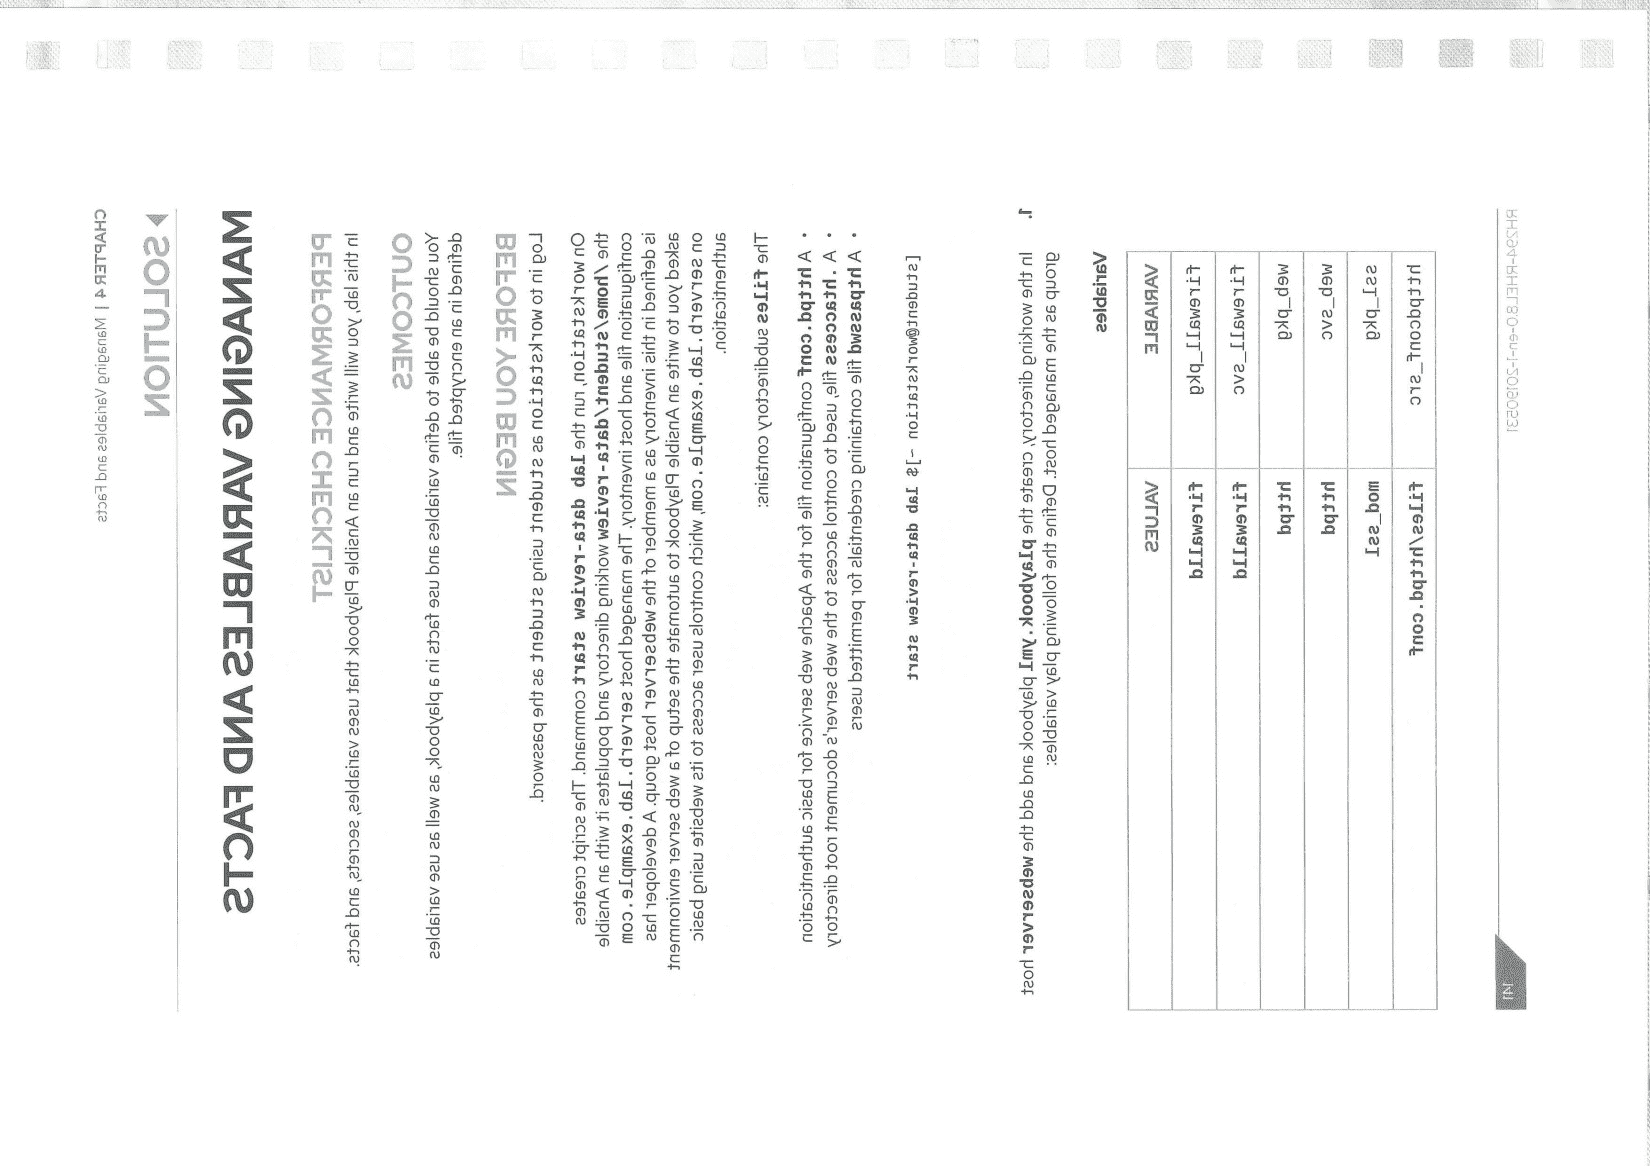 CHAPTER 4 | Managing Variables and Facts
▶ SOLUTION
MANAGING VARIABLES AND FACTS
PERFORMANCE CHECKLIST
In this lab, you will write and run an Ansible Playbook that uses variables, secrets, and facts.
OUTCOMES
You should be able to define variables and use facts in a playbook, as well as use variables
defined in an encrypted file.
BEFORE YOU BEGIN
Log in to workstation as student using student as the password.
On workstation, run the lab data-review start command. The script creates
the /home/student/data-review working directory and populates it with an Ansible
configuration file and host inventory. The managed host serverd.lab.example.com
is defined in this inventory as a member of the webserver host group. A developer has
asked you to write an Ansible Playbook to automate the setup of a web server environment
on serverd.lab.example.com, which controls user access to its website using basic
authentication.
The files subdirectory contains:
• A httpd.conf configuration file for the Apache web service for basic authentication
• A .htaccess file, used to control access to the web server's document root directory
• A htpasswd file containing credentials for permitted users
[student@workstation ~]$ lab data-review start
1. In the working directory, create the playbook.yml playbook and add the webserver host
group as the managed host. Define the following play variables:
Variables
VARIABLE VALUES
firewall_pkg firewalld
firewall_svc firewalld
web_pkg httpd
web_svc httpd
ssl_pkg mod_ssl
httpdconf_src files/httpd.conf
RH294-RHEL8.0-en-1-20190531
141